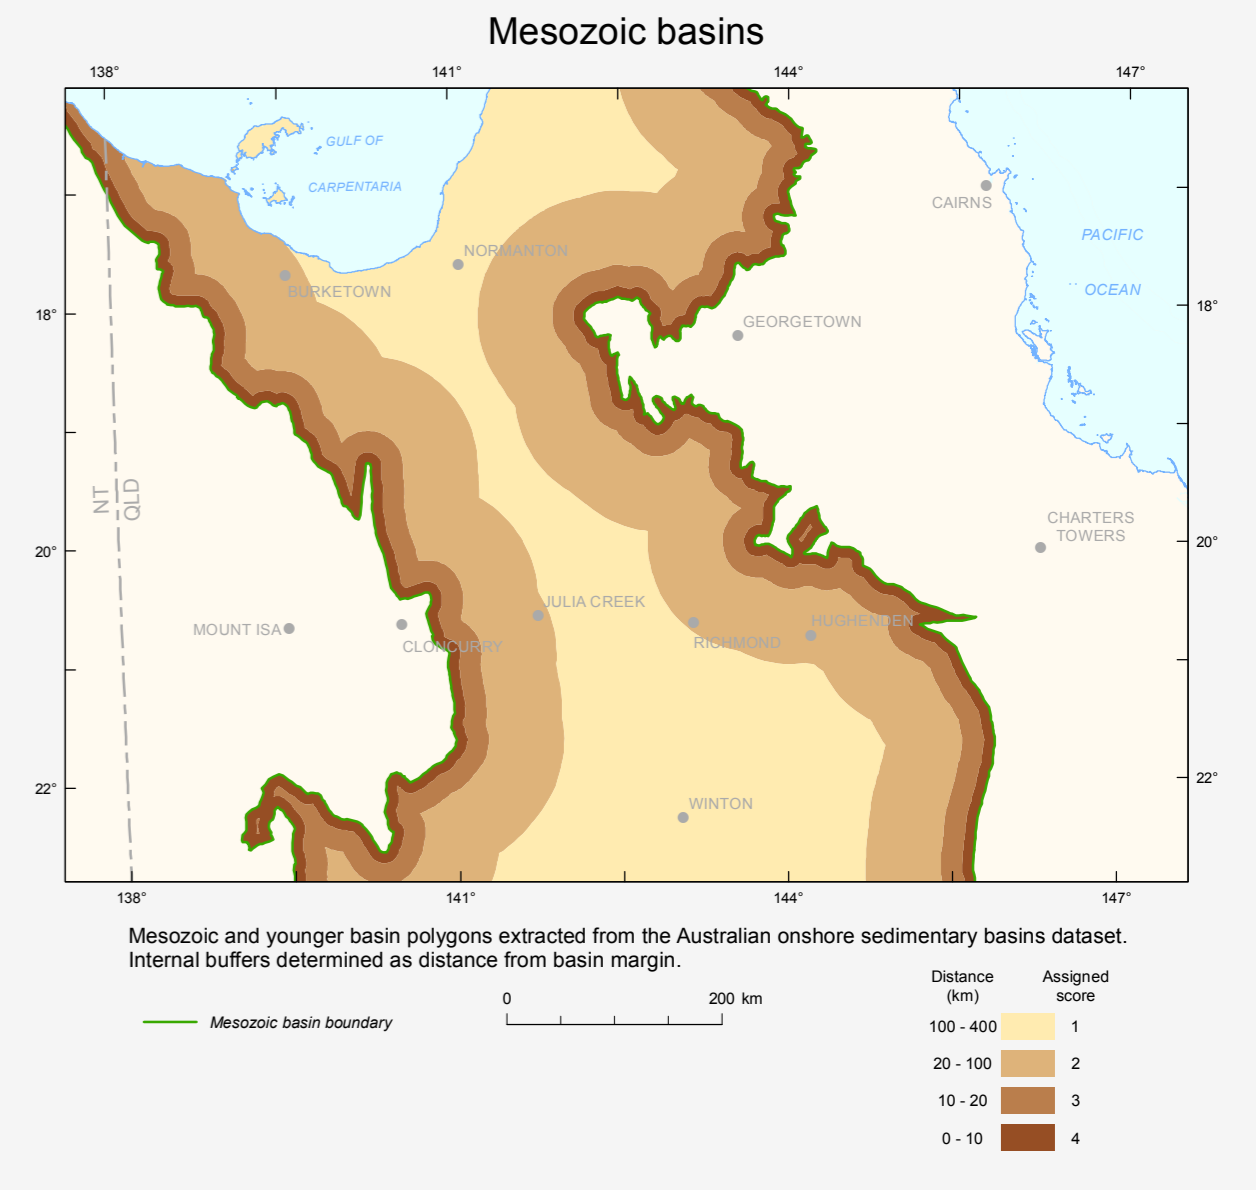 Mesozoic basins
138°
141°
144°
147°
GULF OF
CARPENTARIA
CAIRNS
PACIFIC
OCEAN
NORMANTON
BURKETOWN
18°
18°
GEORGETOWN
NT
QLD
CHARTERS
TOWERS
20°
20°
JULIA CREEK
MOUNT ISA
CLONCURRY
RICHMOND
HUGHENDEN
22°
22°
WINTON
138°
141°
144°
147°
Mesozoic and younger basin polygons extracted from the Australian onshore sedimentary basins dataset.
Internal buffers determined as distance from basin margin.
Mesozoic basin boundary
0 200 km
Distance Assigned
(km) score
100 - 400 1
20 - 100 2
10 - 20 3
0 - 10 4